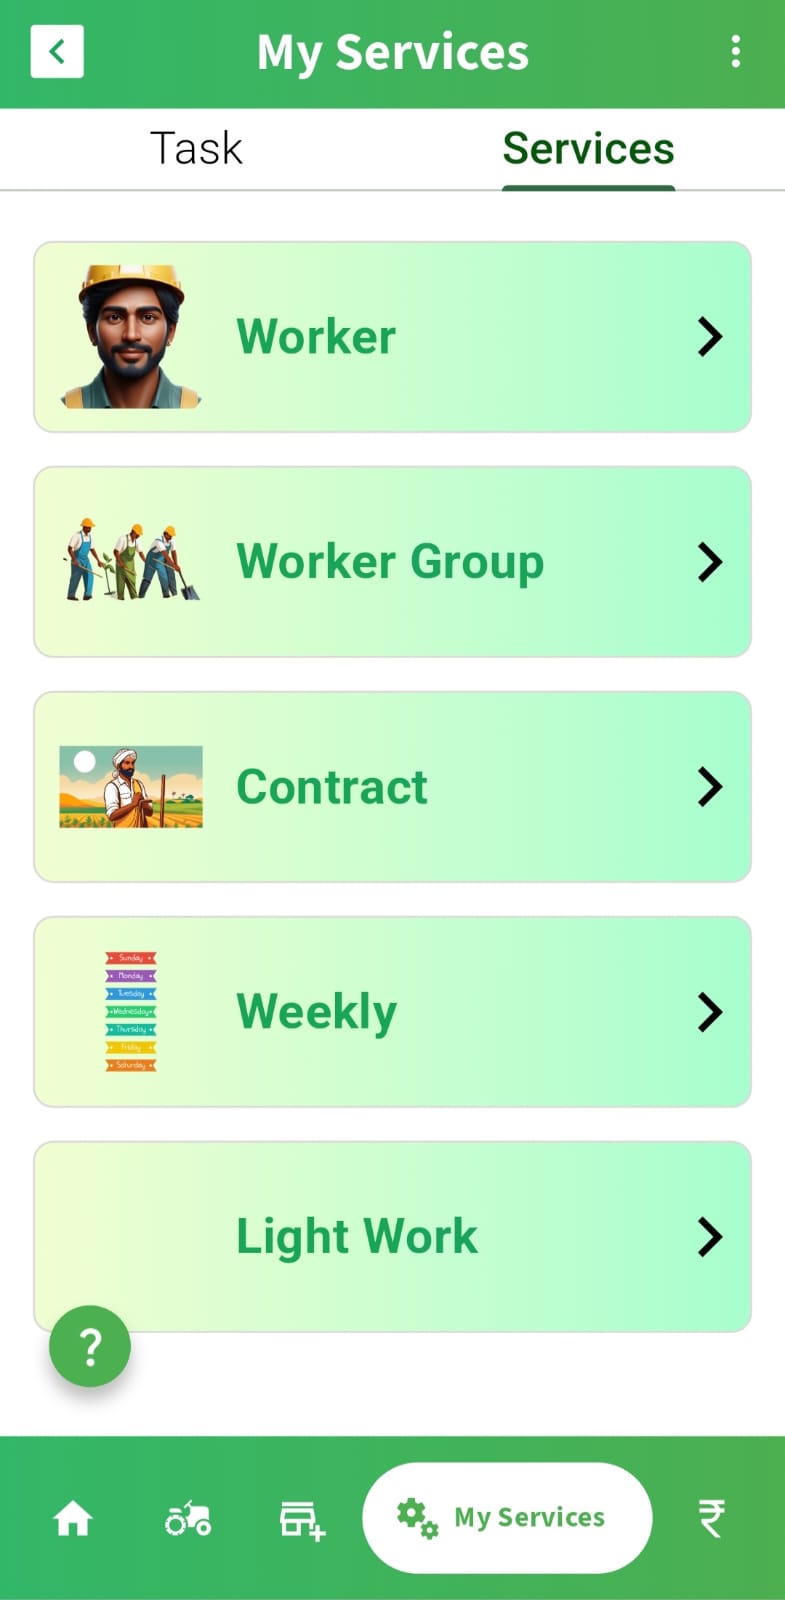 My Services
Task
Services
Worker
Worker Group
Contract
Sunday
Monday
Tuesday
Wednesday
Thursday
Friday
Saturday
Weekly
Light Work
?
My Services
₹